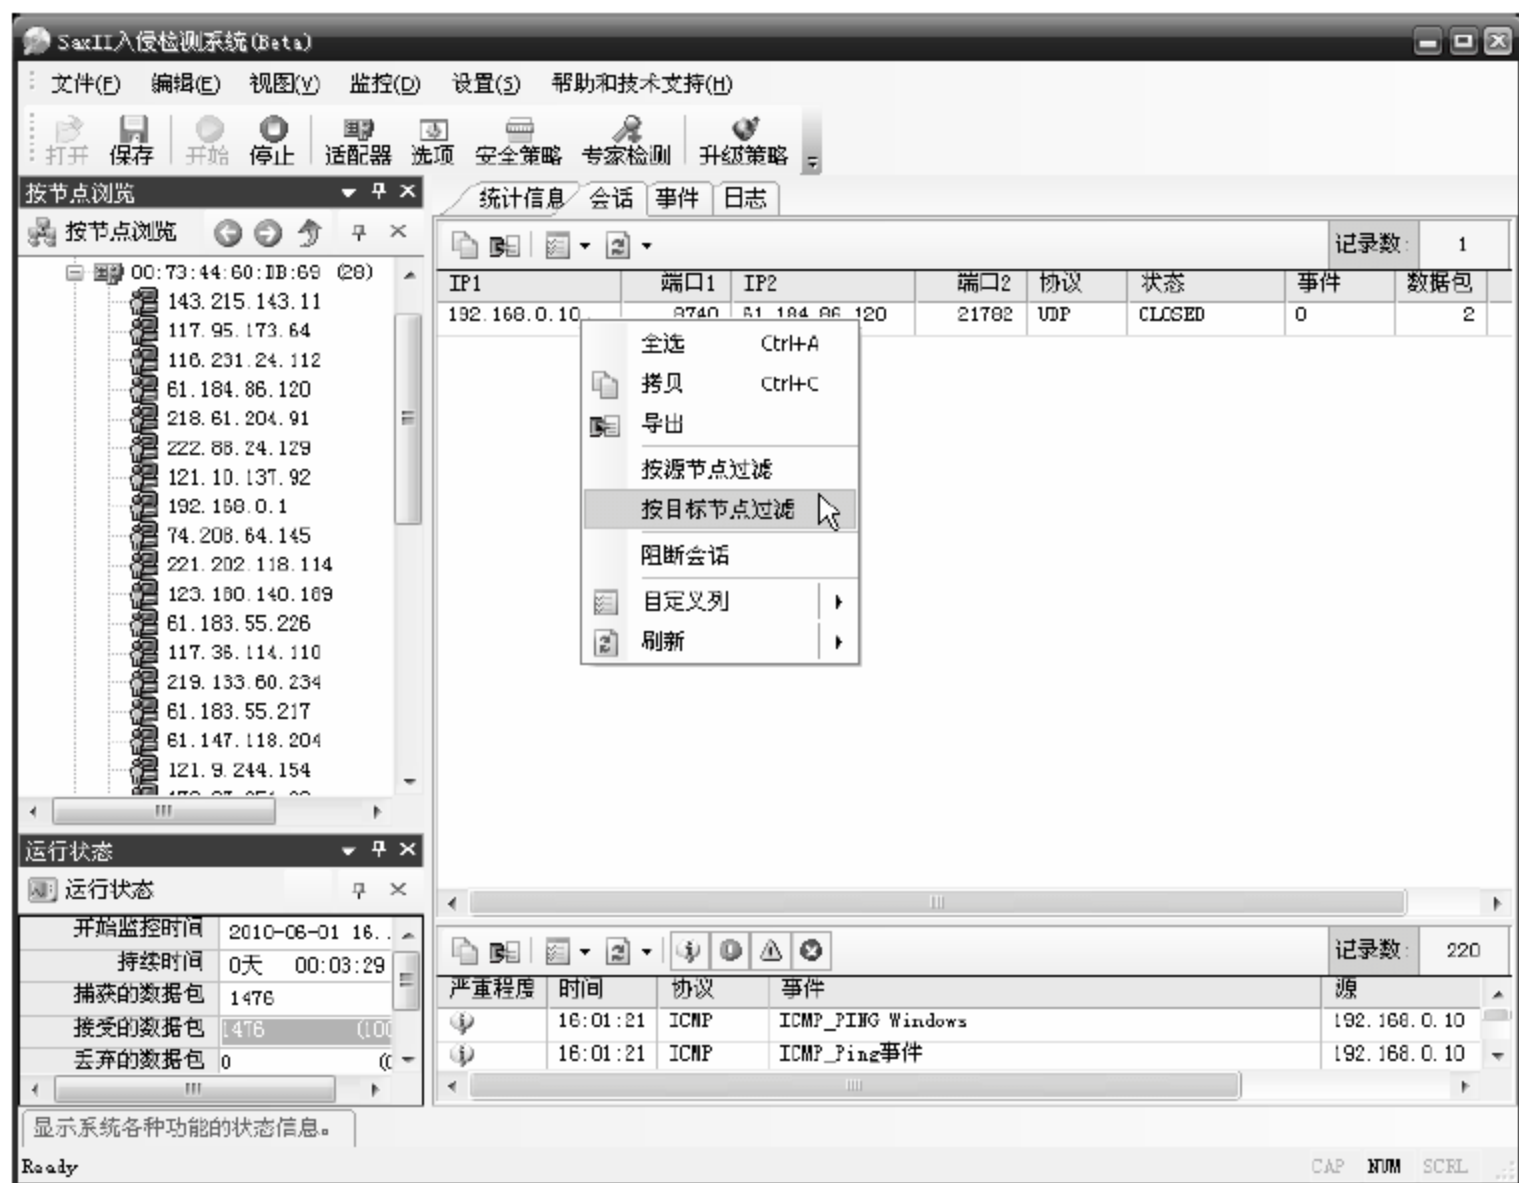 SaxII入侵检测系统(Beta)
文件(F) 编辑(E) 视图(V) 监控(D) 设置(S) 帮助和技术支持(H)
打开 保存 开始 停止 适配器 选项 安全策略 专家检测 升级策略
按节点浏览
按节点浏览
00:73:44:60:DB:69 (28)
143.215.143.11
117.95.173.64
116.231.24.112
61.184.86.120
218.61.204.91
222.88.24.129
121.10.137.92
192.168.0.1
74.208.64.145
221.202.118.114
123.180.140.189
61.183.55.226
117.36.114.110
219.133.60.234
61.183.55.217
61.147.118.204
121.9.244.154
运行状态
运行状态
开始监控时间 2010-06-01 16..
持续时间 0天 00:03:29
捕获的数据包 1476
接受的数据包 1476 (100
丢弃的数据包 0 (
统计信息 会话 事件 日志
记录数: 1
IP1 端口1 IP2 端口2 协议 状态 事件 数据包
192.168.0.10. 8740 61.184.86.120 21782 UDP CLOSED 0 2
全选 Ctrl+A
拷贝 Ctrl+C
导出
按源节点过滤
按目标节点过滤
阻断会话
自定义列
刷新
记录数: 220
严重程度 时间 协议 事件 源
16:01:21 ICMP ICMP_PING Windows 192.168.0.10
16:01:21 ICMP ICMP_Ping事件 192.168.0.10
显示系统各种功能的状态信息。
Ready
CAP NUM SCRL